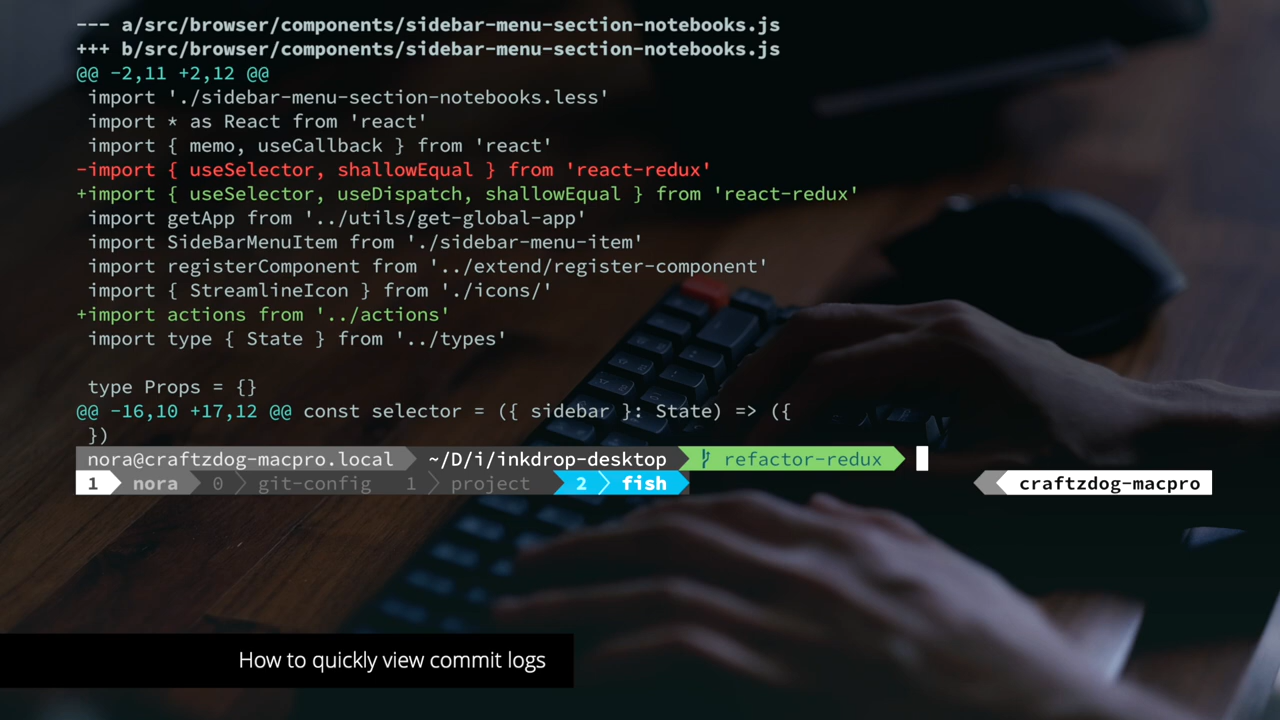 --- a/src/browser/components/sidebar-menu-section-notebooks.js
+++ b/src/browser/components/sidebar-menu-section-notebooks.js
@@ -2,11 +2,12 @@
 import './sidebar-menu-section-notebooks.less'
 import * as React from 'react'
 import { memo, useCallback } from 'react'
-import { useSelector, shallowEqual } from 'react-redux'
+import { useSelector, useDispatch, shallowEqual } from 'react-redux'
 import getApp from '../utils/get-global-app'
 import SideBarMenuItem from './sidebar-menu-item'
 import registerComponent from '../extend/register-component'
 import { StreamlineIcon } from './icons/'
+import actions from '../actions'
 import type { State } from '../types'
 type Props = {}
@@ -16,10 +17,12 @@ const selector = ({ sidebar }: State) => ({
 })
nora@craftzdog-macpro.local ~/D/i/inkdrop-desktop refactor-redux
1 nora 0 git-config 1 project 2 fish craftzdog-macpro
How to quickly view commit logs